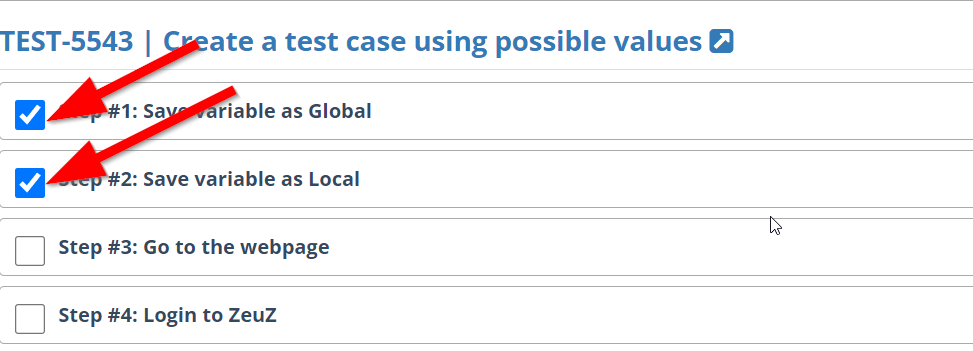 TEST-5543 | Create a test case using possible values
Step #1: Save variable as Global
Step #2: Save variable as Local
Step #3: Go to the webpage
Step #4: Login to ZeuZ